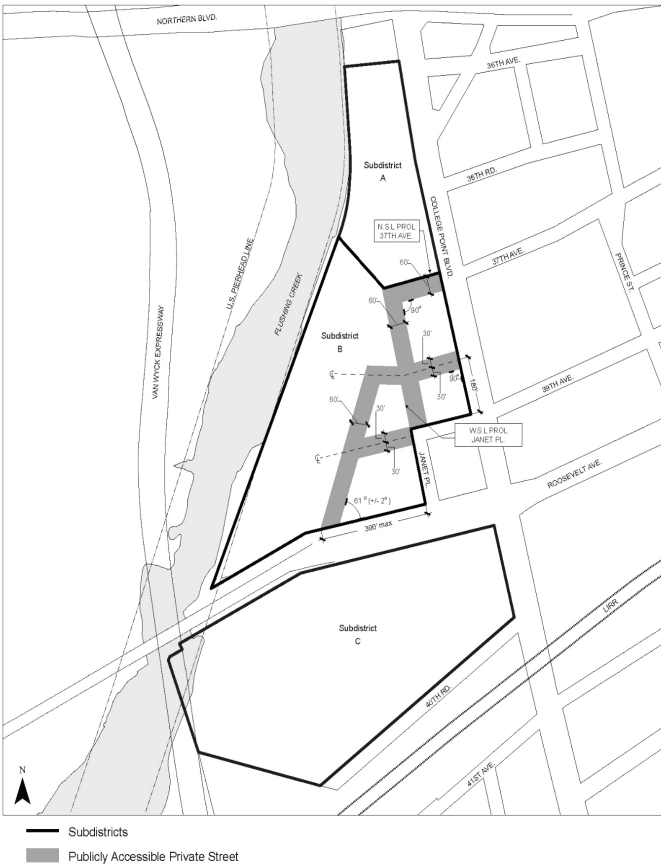 NORTHERN BLVD.
36TH AVE.
Subdistrict
A
36TH RD.
COLLEGE POINT BLVD.
N.S.L PROL
37TH AVE.
37TH AVE.
PRINCE ST.
U.S. PIERHEAD LINE
FLUSHING CREEK
VAN WYCK EXPRESSWAY
60'
60'
90°
Subdistrict
B
30'
℄
90°
30'
180'
39TH AVE.
60'
30'
W.S.L PROL
JANET PL.
℄
30'
JANET PL.
ROOSEVELT AVE.
61° (+/- 2°)
390' max
LIRR
Subdistrict
C
40TH RD.
41ST AVE.
N
Subdistricts
Publicly Accessible Private Street